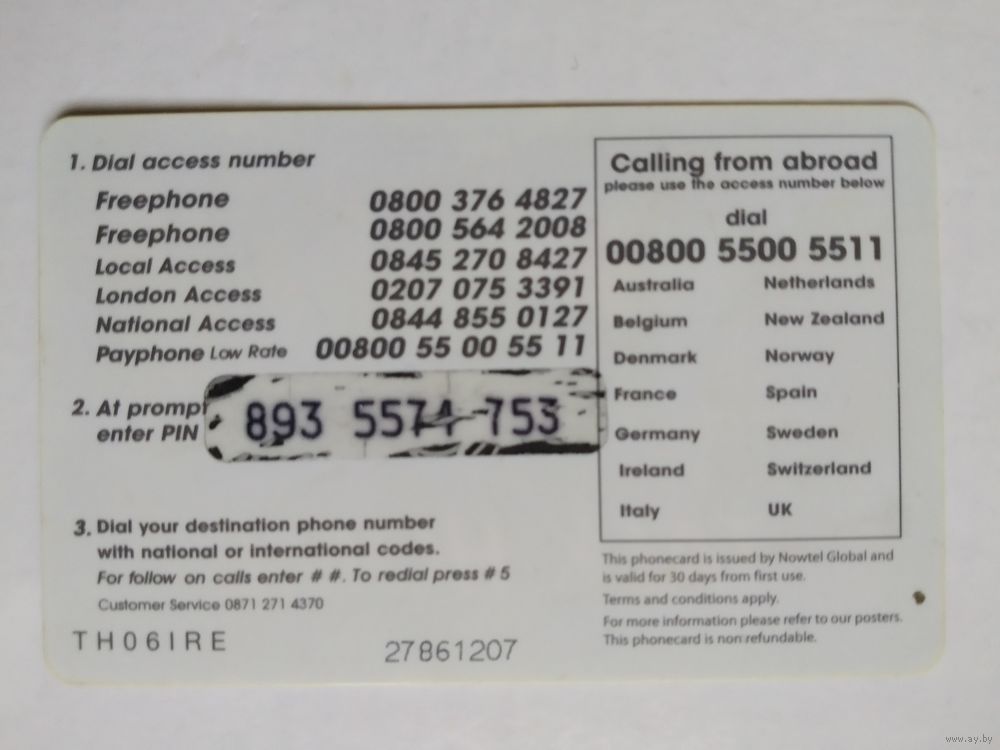 1. Dial access number
Freephone 0800 376 4827
Freephone 0800 564 2008
Local Access 0845 270 8427
London Access 0207 075 3391
National Access 0844 855 0127
Payphone Low Rate 00800 55 00 55 11
2. At prompt
enter PIN
893 5574 753
3. Dial your destination phone number
with national or international codes.
For follow on calls enter # #. To redial press # 5
Customer Service 0871 271 4370
TH06IRE
27861207
Calling from abroad
please use the access number below
dial
00800 5500 5511
Australia Netherlands
Belgium New Zealand
Denmark Norway
France Spain
Germany Sweden
Ireland Switzerland
Italy UK
This phonecard is issued by Nowtel Global and
is valid for 30 days from first use.
Terms and conditions apply.
For more information please refer to our posters.
This phonecard is non refundable.
www.ay.by